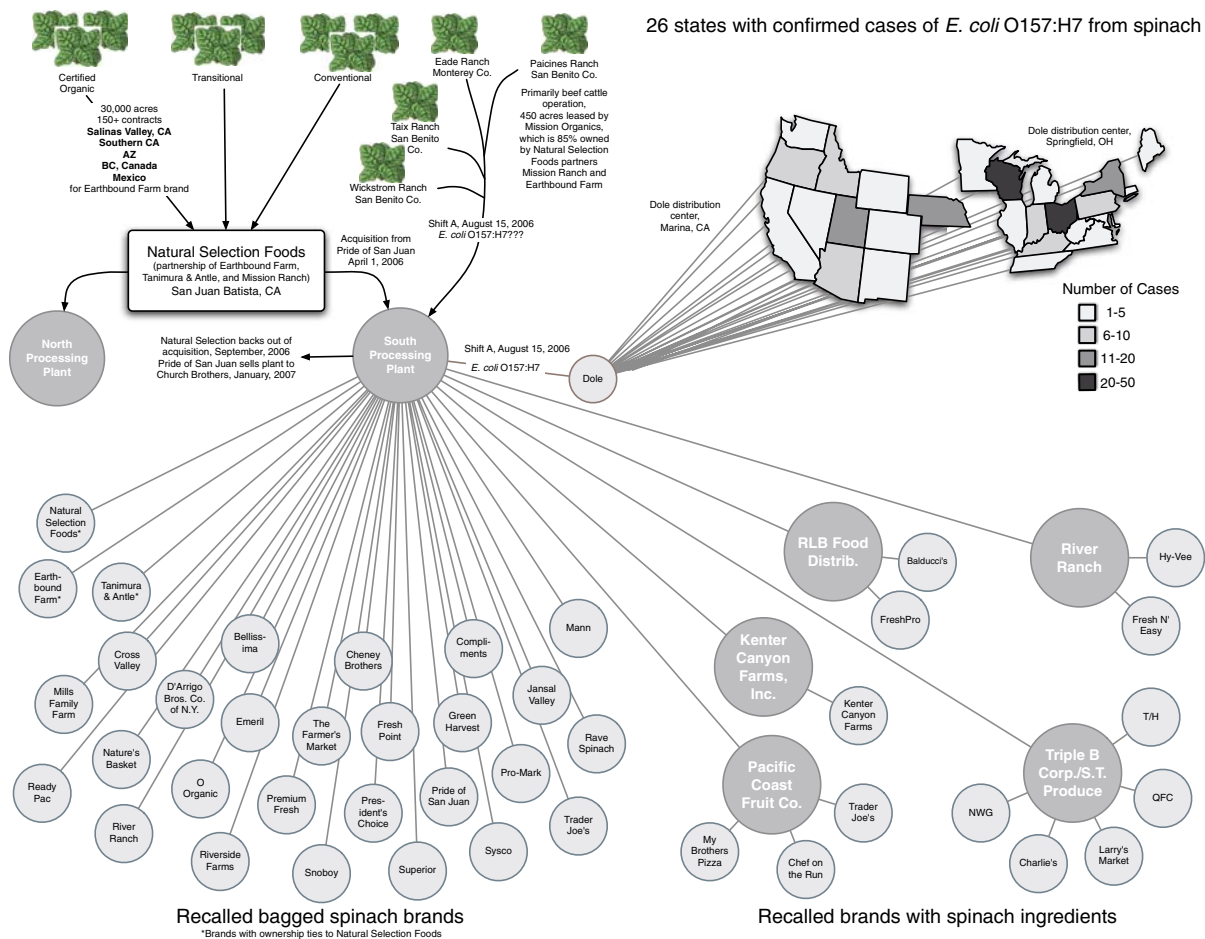 26 states with confirmed cases of E. coli O157:H7 from spinach
Certified
Organic
Transitional
Conventional
Eade Ranch
Monterey Co.
Paicines Ranch
San Benito Co.
30,000 acres
150+ contracts
Salinas Valley, CA
Southern CA
AZ
BC, Canada
Mexico
for Earthbound Farm brand
Taix Ranch
San Benito
Co.
Wickstrom Ranch
San Benito Co.
Primarily beef cattle
operation,
450 acres leased by
Mission Organics,
which is 85% owned
by Natural Selection
Foods partners
Mission Ranch and
Earthbound Farm
Shift A, August 15, 2006
E. coli O157:H7???
Natural Selection Foods
(partnership of Earthbound Farm,
Tanimura & Antle, and Mission Ranch)
San Juan Batista, CA
Acquisition from
Pride of San Juan
April 1, 2006
North
Processing
Plant
South
Processing
Plant
Natural Selection backs out of
acquisition, September, 2006
Pride of San Juan sells plant to
Church Brothers, January, 2007
Shift A, August 15, 2006
E. coli O157:H7
Dole
Dole distribution
center,
Marina, CA
Dole distribution center,
Springfield, OH
Number of Cases
1-5
6-10
11-20
20-50
Natural
Selection
Foods*
Earth-
bound
Farm*
Tanimura
& Antle*
Cross
Valley
Mills
Family
Farm
Ready
Pac
Nature's
Basket
River
Ranch
D'Arrigo
Bros. Co.
of N.Y.
Belliss-
ima
Emeril
O
Organic
Riverside
Farms
Premium
Fresh
The
Farmer's
Market
Snoboy
Cheney
Brothers
Fresh
Point
Pres-
ident's
Choice
Superior
Pride of
San Juan
Green
Harvest
Compli-
ments
Sysco
Pro-Mark
Jansal
Valley
Mann
Rave
Spinach
Trader
Joe's
Recalled bagged spinach brands
*Brands with ownership ties to Natural Selection Foods
RLB Food
Distrib.
Balducci's
FreshPro
River
Ranch
Hy-Vee
Fresh N'
Easy
Kenter
Canyon
Farms,
Inc.
Kenter
Canyon
Farms
Pacific
Coast
Fruit Co.
Trader
Joe's
My
Brothers
Pizza
Chef on
the Run
Triple B
Corp./S.T.
Produce
T/H
QFC
NWG
Charlie's
Larry's
Market
Recalled brands with spinach ingredients